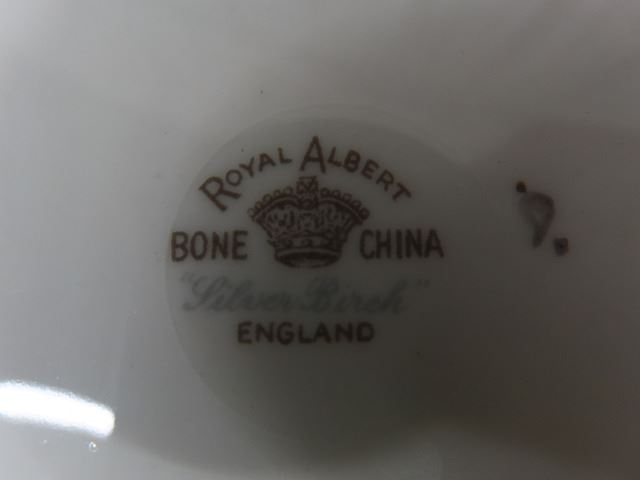 ROYAL ALBERT
BONE CHINA
"Silver Birch"
ENGLAND